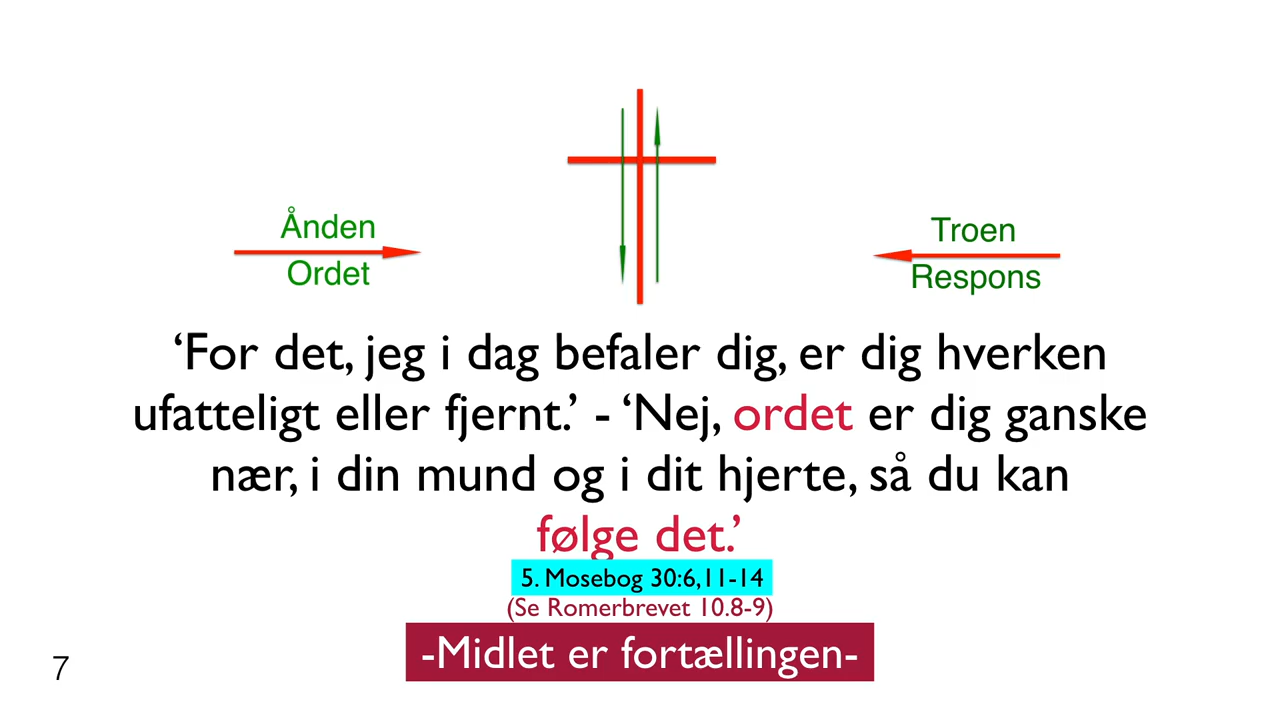 Ånden
Ordet
Troen
Respons
‘For det, jeg i dag befaler dig, er dig hverken
ufatteligt eller fjernt.’ - ‘Nej, ordet er dig ganske
nær, i din mund og i dit hjerte, så du kan
følge det.’
5. Mosebog 30:6,11-14
(Se Romerbrevet 10.8-9)
-Midlet er fortællingen-
7